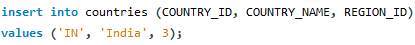 insert into countries (COUNTRY_ID, COUNTRY_NAME, REGION_ID)
values ('IN', 'India', 3);